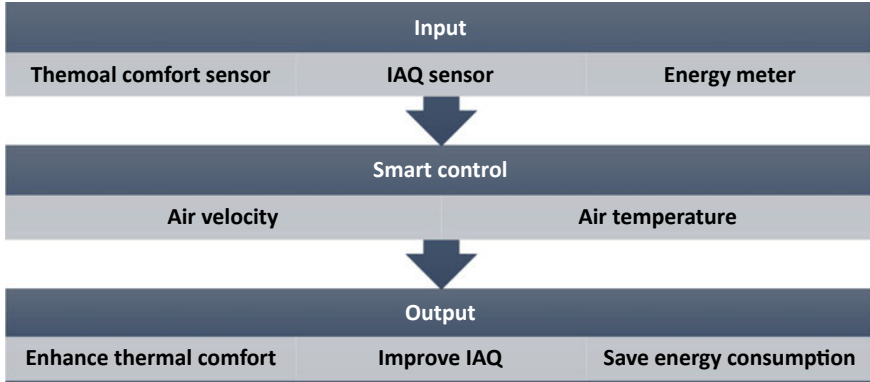 Input
Themoal comfort sensor IAQ sensor Energy meter
Smart control
Air velocity Air temperature
Output
Enhance thermal comfort Improve IAQ Save energy consumption